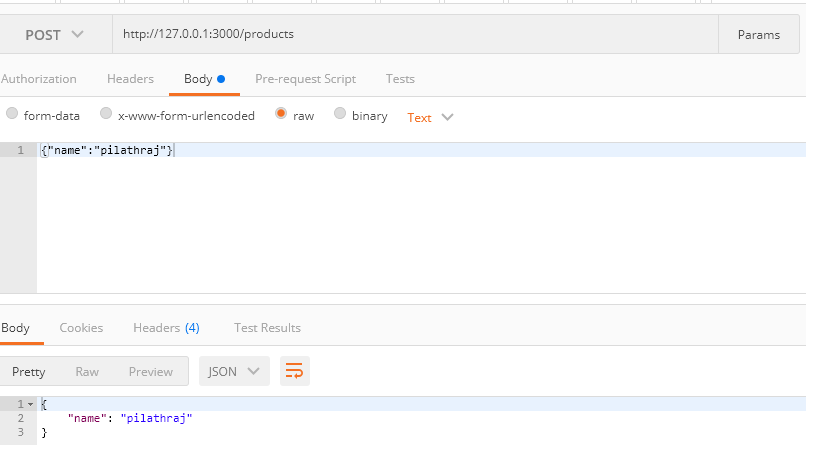 POST http://127.0.0.1:3000/products Params
Authorization Headers Body Pre-request Script Tests
form-data x-www-form-urlencoded raw binary Text
1 {"name":"pilathraj"}
Body Cookies Headers (4) Test Results
Pretty Raw Preview JSON
1 {
2 "name": "pilathraj"
3 }